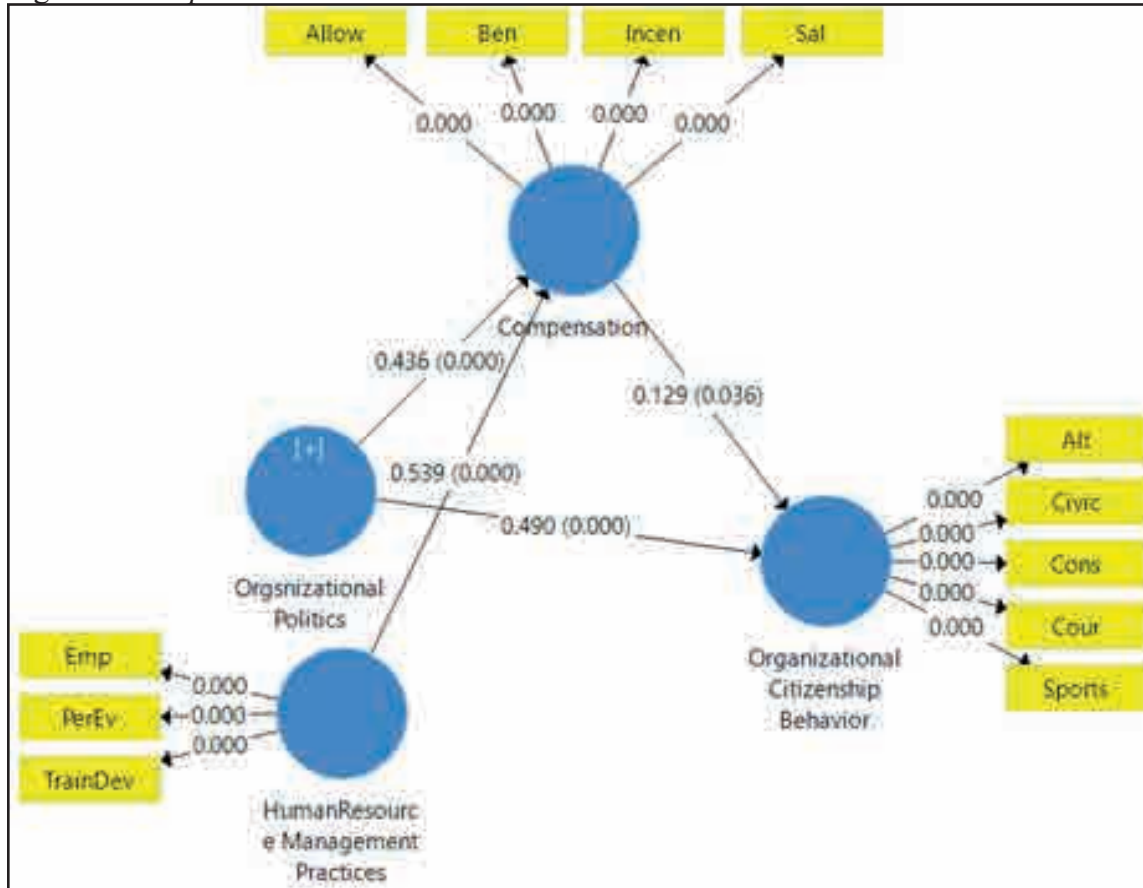 Allow
Ben
Incen
Sal
0.000
0.000
0.000
0.000
Compensation
0.436 (0.000)
0.129 (0.036)
[+]
0.539 (0.000)
0.490 (0.000)
Orgsnizational
Politics
Alt
Civic
Cons
Cour
Sports
0.000
0.000
0.000
0.000
0.000
Organizational
Citizenship
Behavior
Emp
PerEv
TrainDev
0.000
0.000
0.000
HumanResourc
e Management
Practices